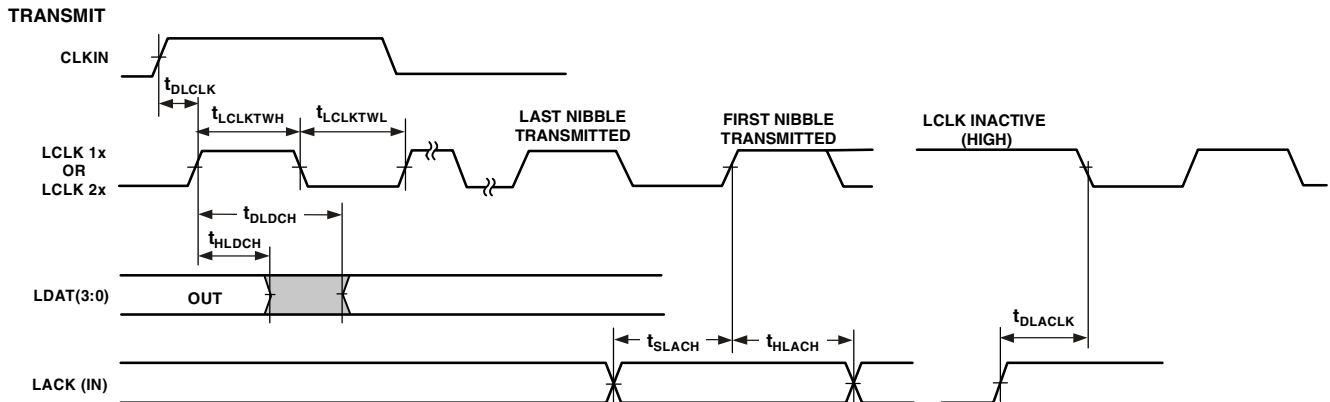 TRANSMIT
CLKIN
tDLCLK
tLCLKTWH
tLCLKTWL
LAST NIBBLE
TRANSMITTED
FIRST NIBBLE
TRANSMITTED
LCLK INACTIVE
(HIGH)
LCLK 1x
OR
LCLK 2x
tDLDCH
tHLDCH
LDAT(3:0)
OUT
tDLACLK
tSLACH
tHLACH
LACK (IN)